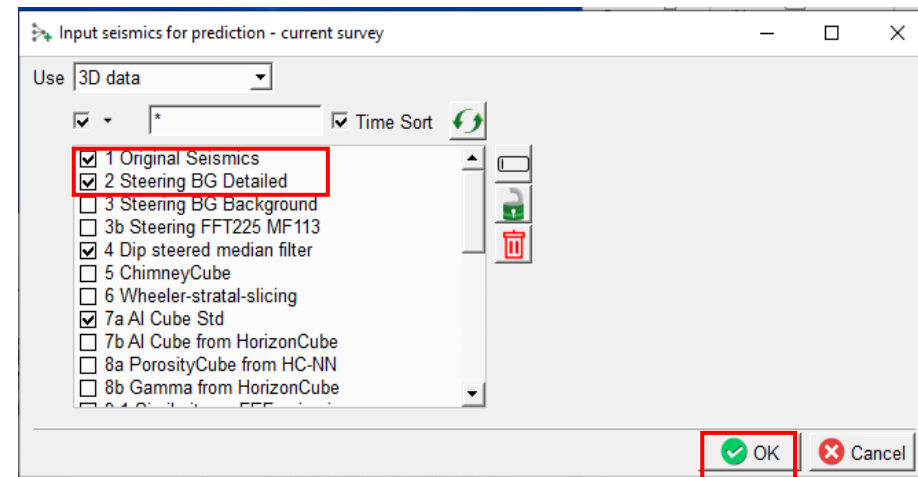 Input seismics for prediction - current survey
Use 3D data
* Time Sort
1 Original Seismics
2 Steering BG Detailed
3 Steering BG Background
3b Steering FFT225 MF113
4 Dip steered median filter
5 ChimneyCube
6 Wheeler-stratal-slicing
7a AI Cube Std
7b AI Cube from HorizonCube
8a PorosityCube from HC-NN
8b Gamma from HorizonCube
OK Cancel